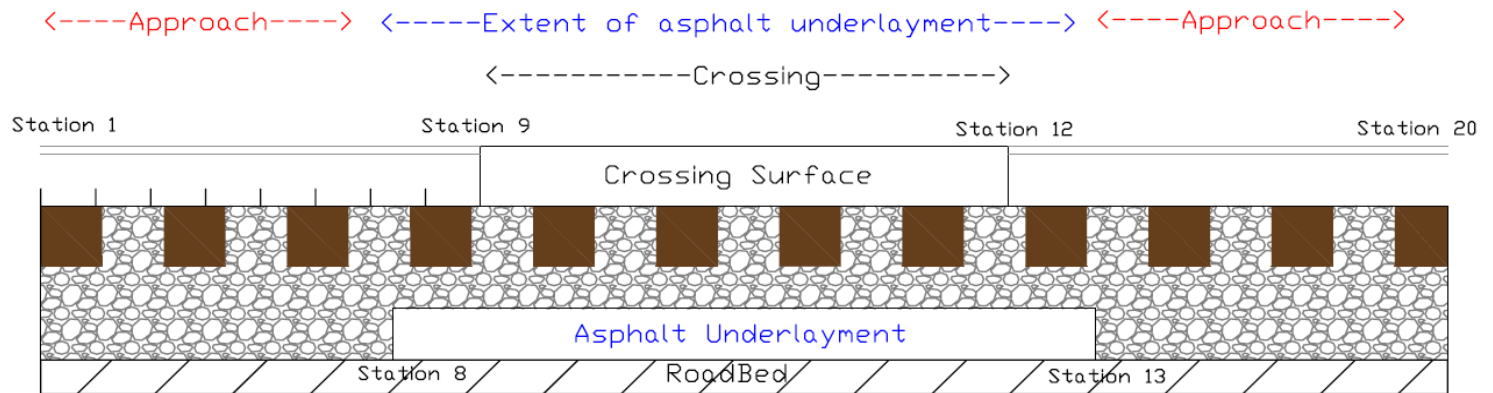 <----Approach----> <-----Extent of asphalt underlayment----> <----Approach---->
<-----------Crossing---------->
Station 1 Station 9 Station 12 Station 20
Crossing Surface
Asphalt Underlayment
Station 8 RoadBed Station 13